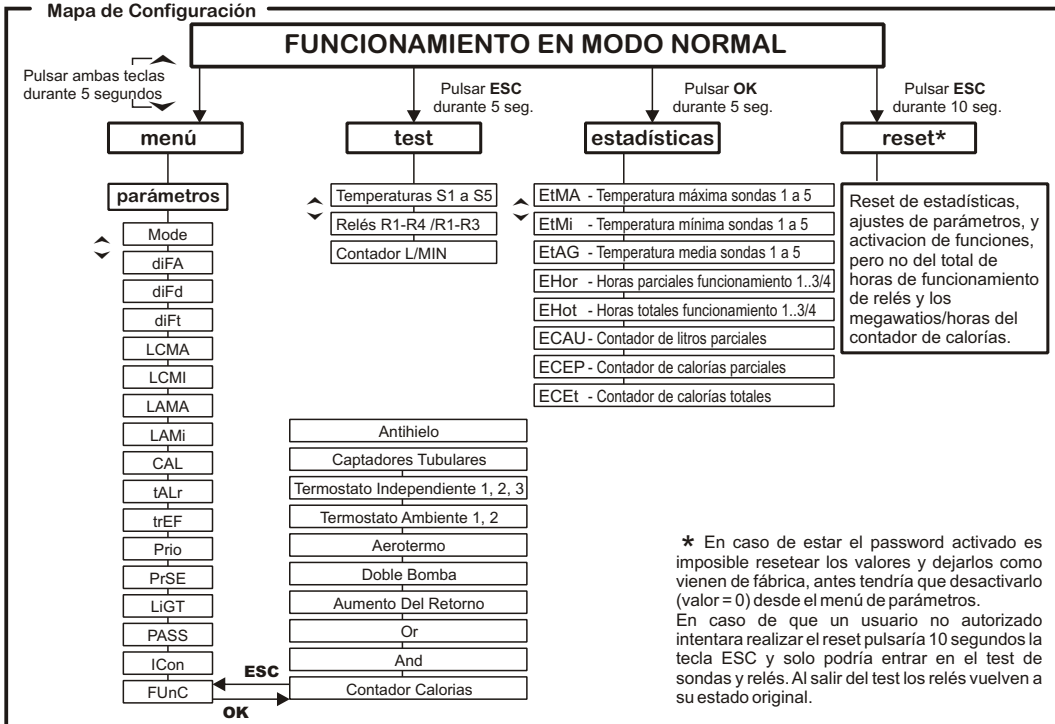 Mapa de Configuración
FUNCIONAMIENTO EN MODO NORMAL
Pulsar ambas teclas
durante 5 segundos
Pulsar ESC
durante 5 seg.
Pulsar OK
durante 5 seg.
Pulsar ESC
durante 10 seg.
menú
test
estadísticas
reset*
parámetros
Mode
diFA
diFd
diFt
LCMA
LCMI
LAMA
LAMi
CAL
tALr
trEF
Prio
PrSE
LiGT
PASS
ICon
FUnC
Temperaturas S1 a S5
Relés R1-R4 /R1-R3
Contador L/MIN
EtMA - Temperatura máxima sondas 1 a 5
EtMi - Temperatura mínima sondas 1 a 5
EtAG - Temperatura media sondas 1 a 5
EHor - Horas parciales funcionamiento 1..3/4
EHot - Horas totales funcionamiento 1..3/4
ECAU - Contador de litros parciales
ECEP - Contador de calorías parciales
ECEt - Contador de calorías totales
Reset de estadísticas,
ajustes de parámetros, y
activacion de funciones,
pero no del total de
horas de funcionamiento
de relés y los
megawatios/horas del
contador de calorías.
Antihielo
Captadores Tubulares
Termostato Independiente 1, 2, 3
Termostato Ambiente 1, 2
Aerotermo
Doble Bomba
Aumento Del Retorno
Or
And
Contador Calorias
ESC
OK
* En caso de estar el password activado es
imposible resetear los valores y dejarlos como
vienen de fábrica, antes tendría que desactivarlo
(valor = 0) desde el menú de parámetros.
En caso de que un usuario no autorizado
intentara realizar el reset pulsaría 10 segundos la
tecla ESC y solo podría entrar en el test de
sondas y relés. Al salir del test los relés vuelven a
su estado original.